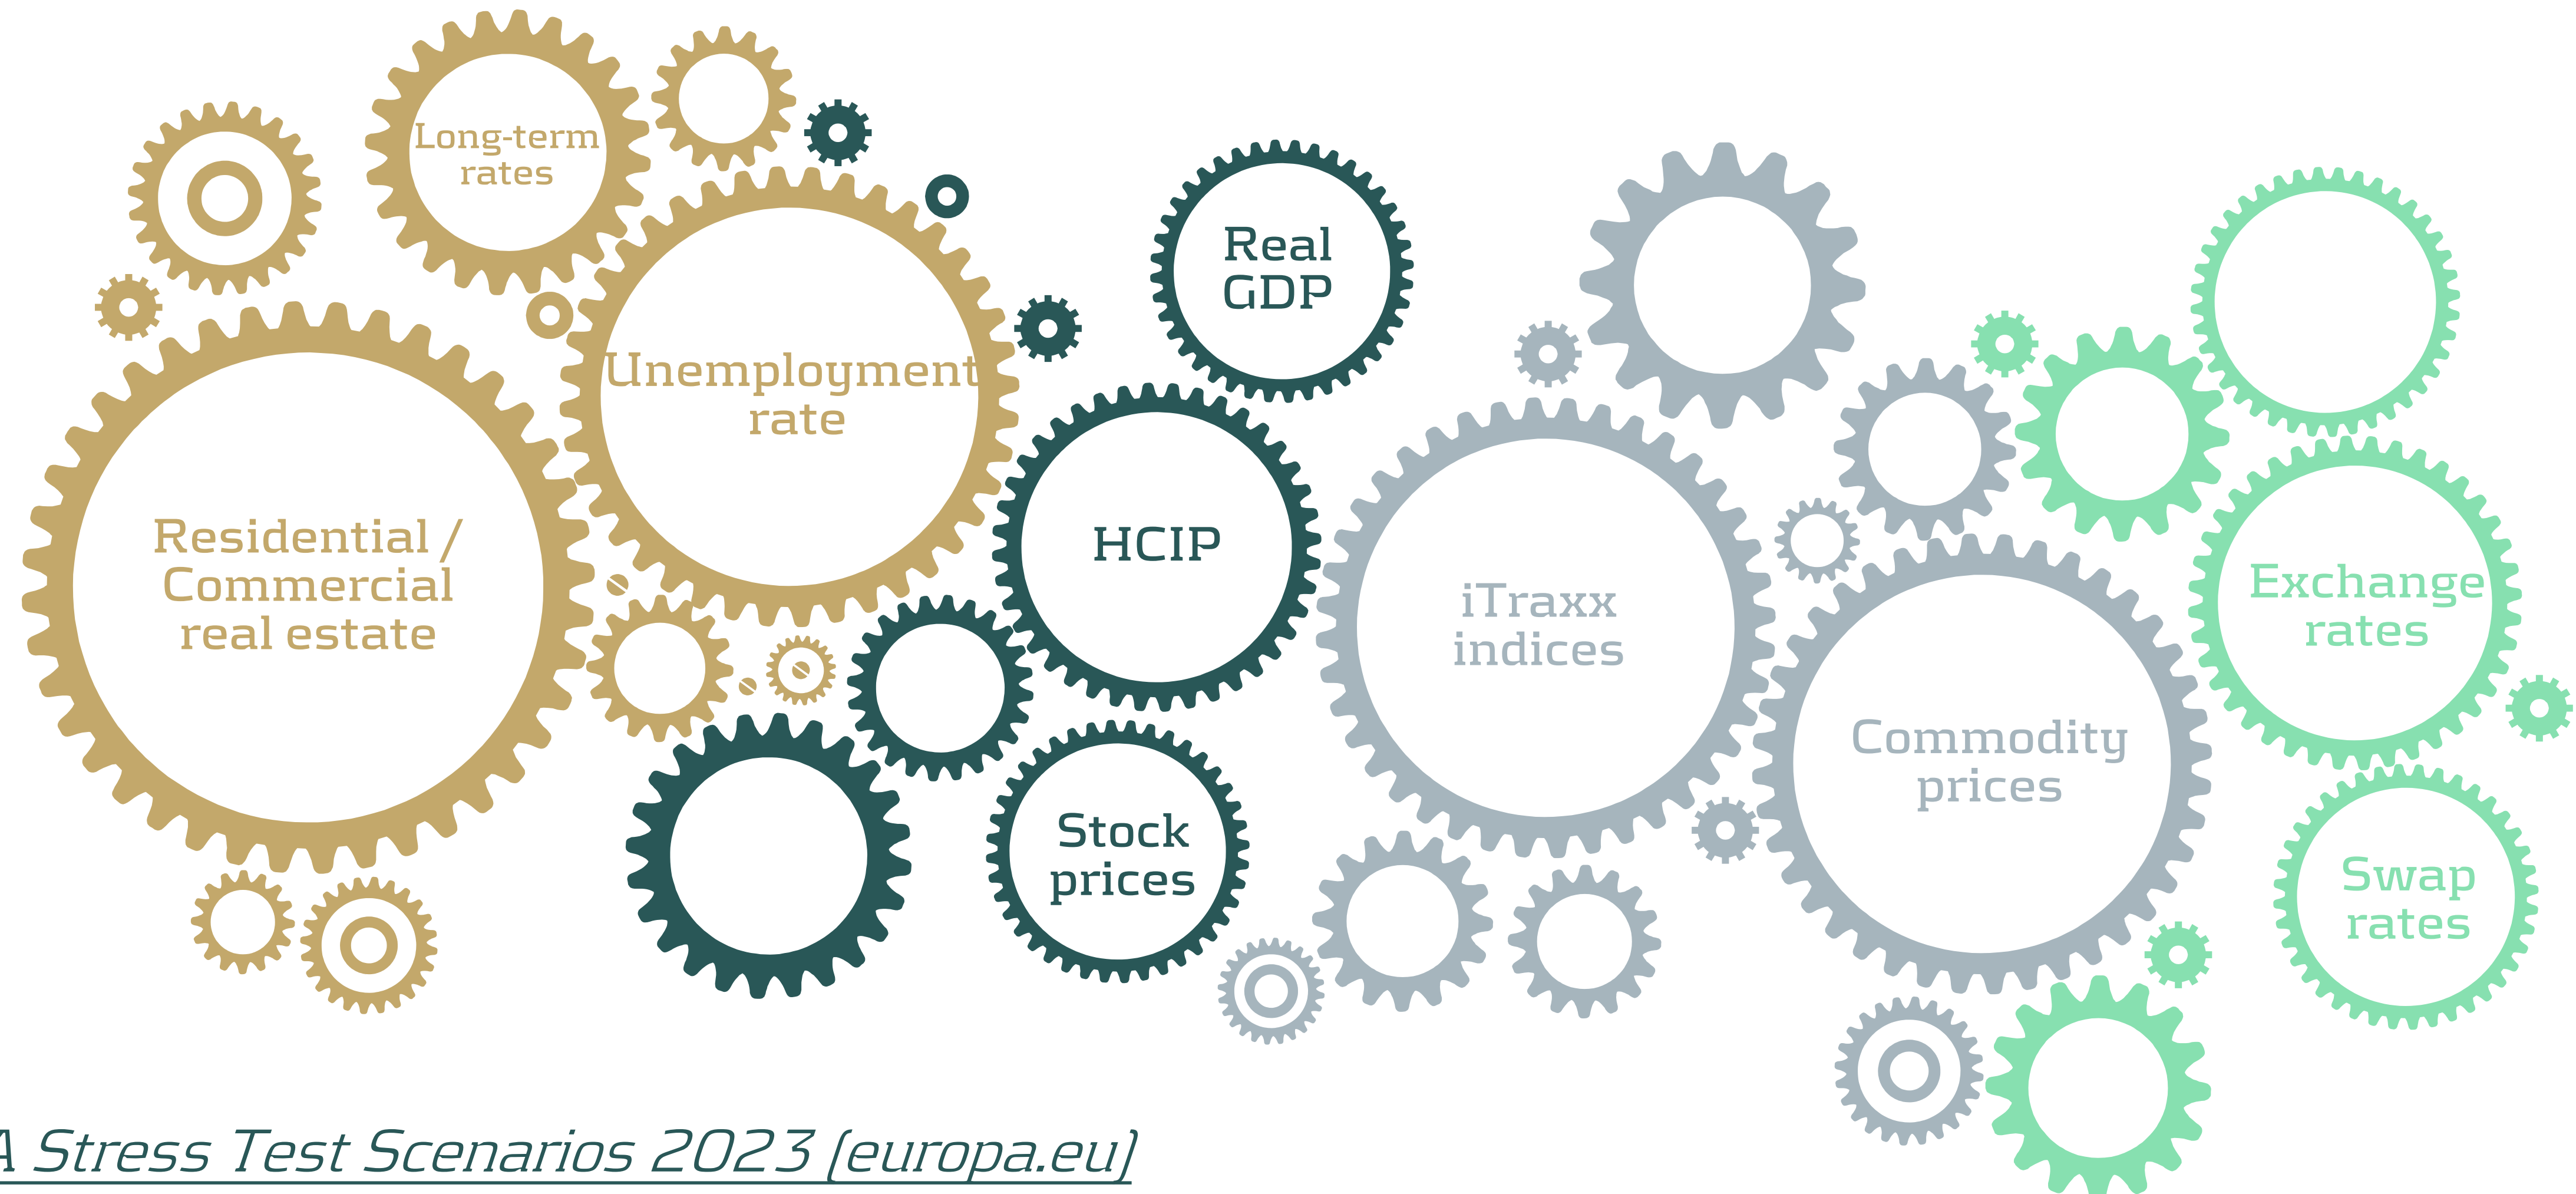 Long-term
rates
Unemployment
rate
Residential /
Commercial
real estate
Real
GDP
HCIP
Stock
prices
iTraxx
indices
Commodity
prices
Exchange
rates
Swap
rates
A Stress Test Scenarios 2023 (europa.eu)